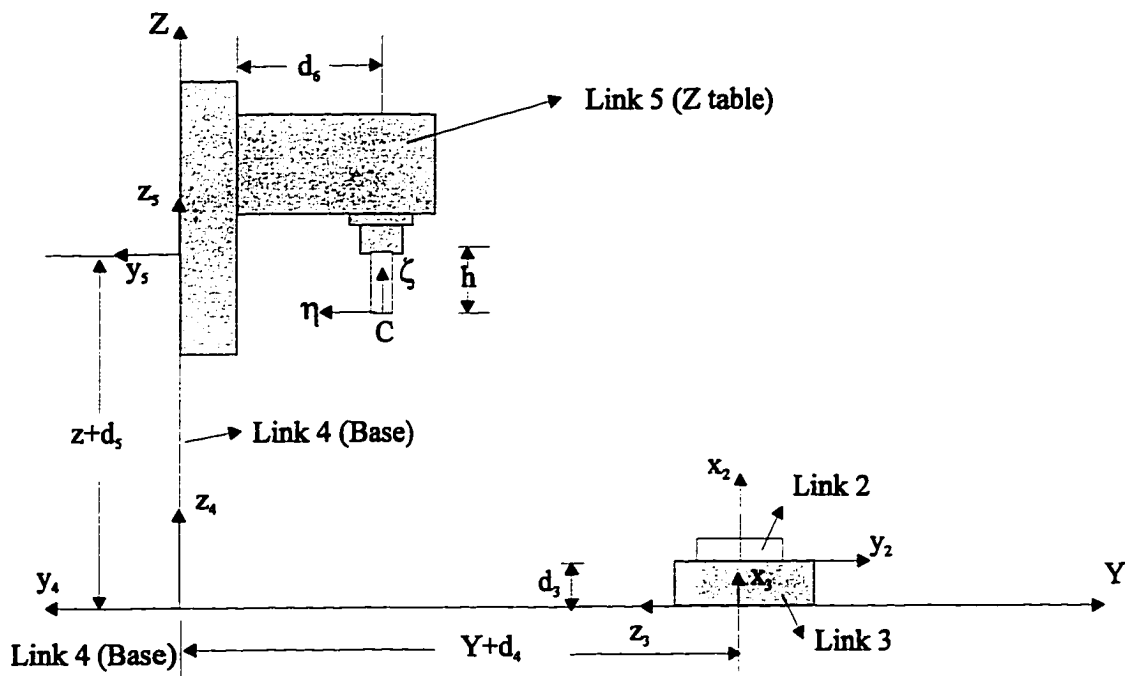 Z
d₆
Link 5 (Z table)
z₅
y₅
ζ
h
η
C
z+d₅
Link 4 (Base)
x₂
Link 2
z₄
y₂
y₄
d₃
x₃
Y
z₃
Link 3
Link 4 (Base)
Y+d₄